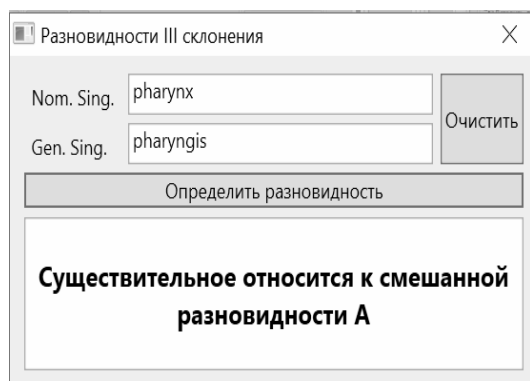 Разновидности III склонения
Nom. Sing.
pharynx
Gen. Sing.
pharyngis
Очистить
Определить разновидность
Существительное относится к смешанной
разновидности А